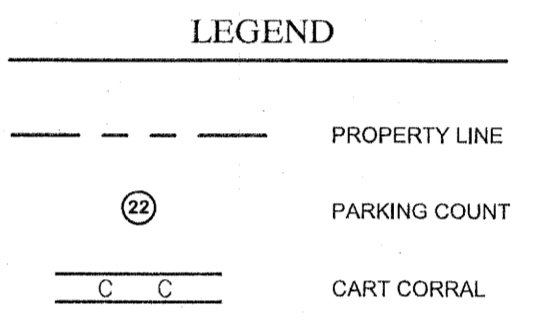 LEGEND
PROPERTY LINE
22 PARKING COUNT
C C CART CORRAL